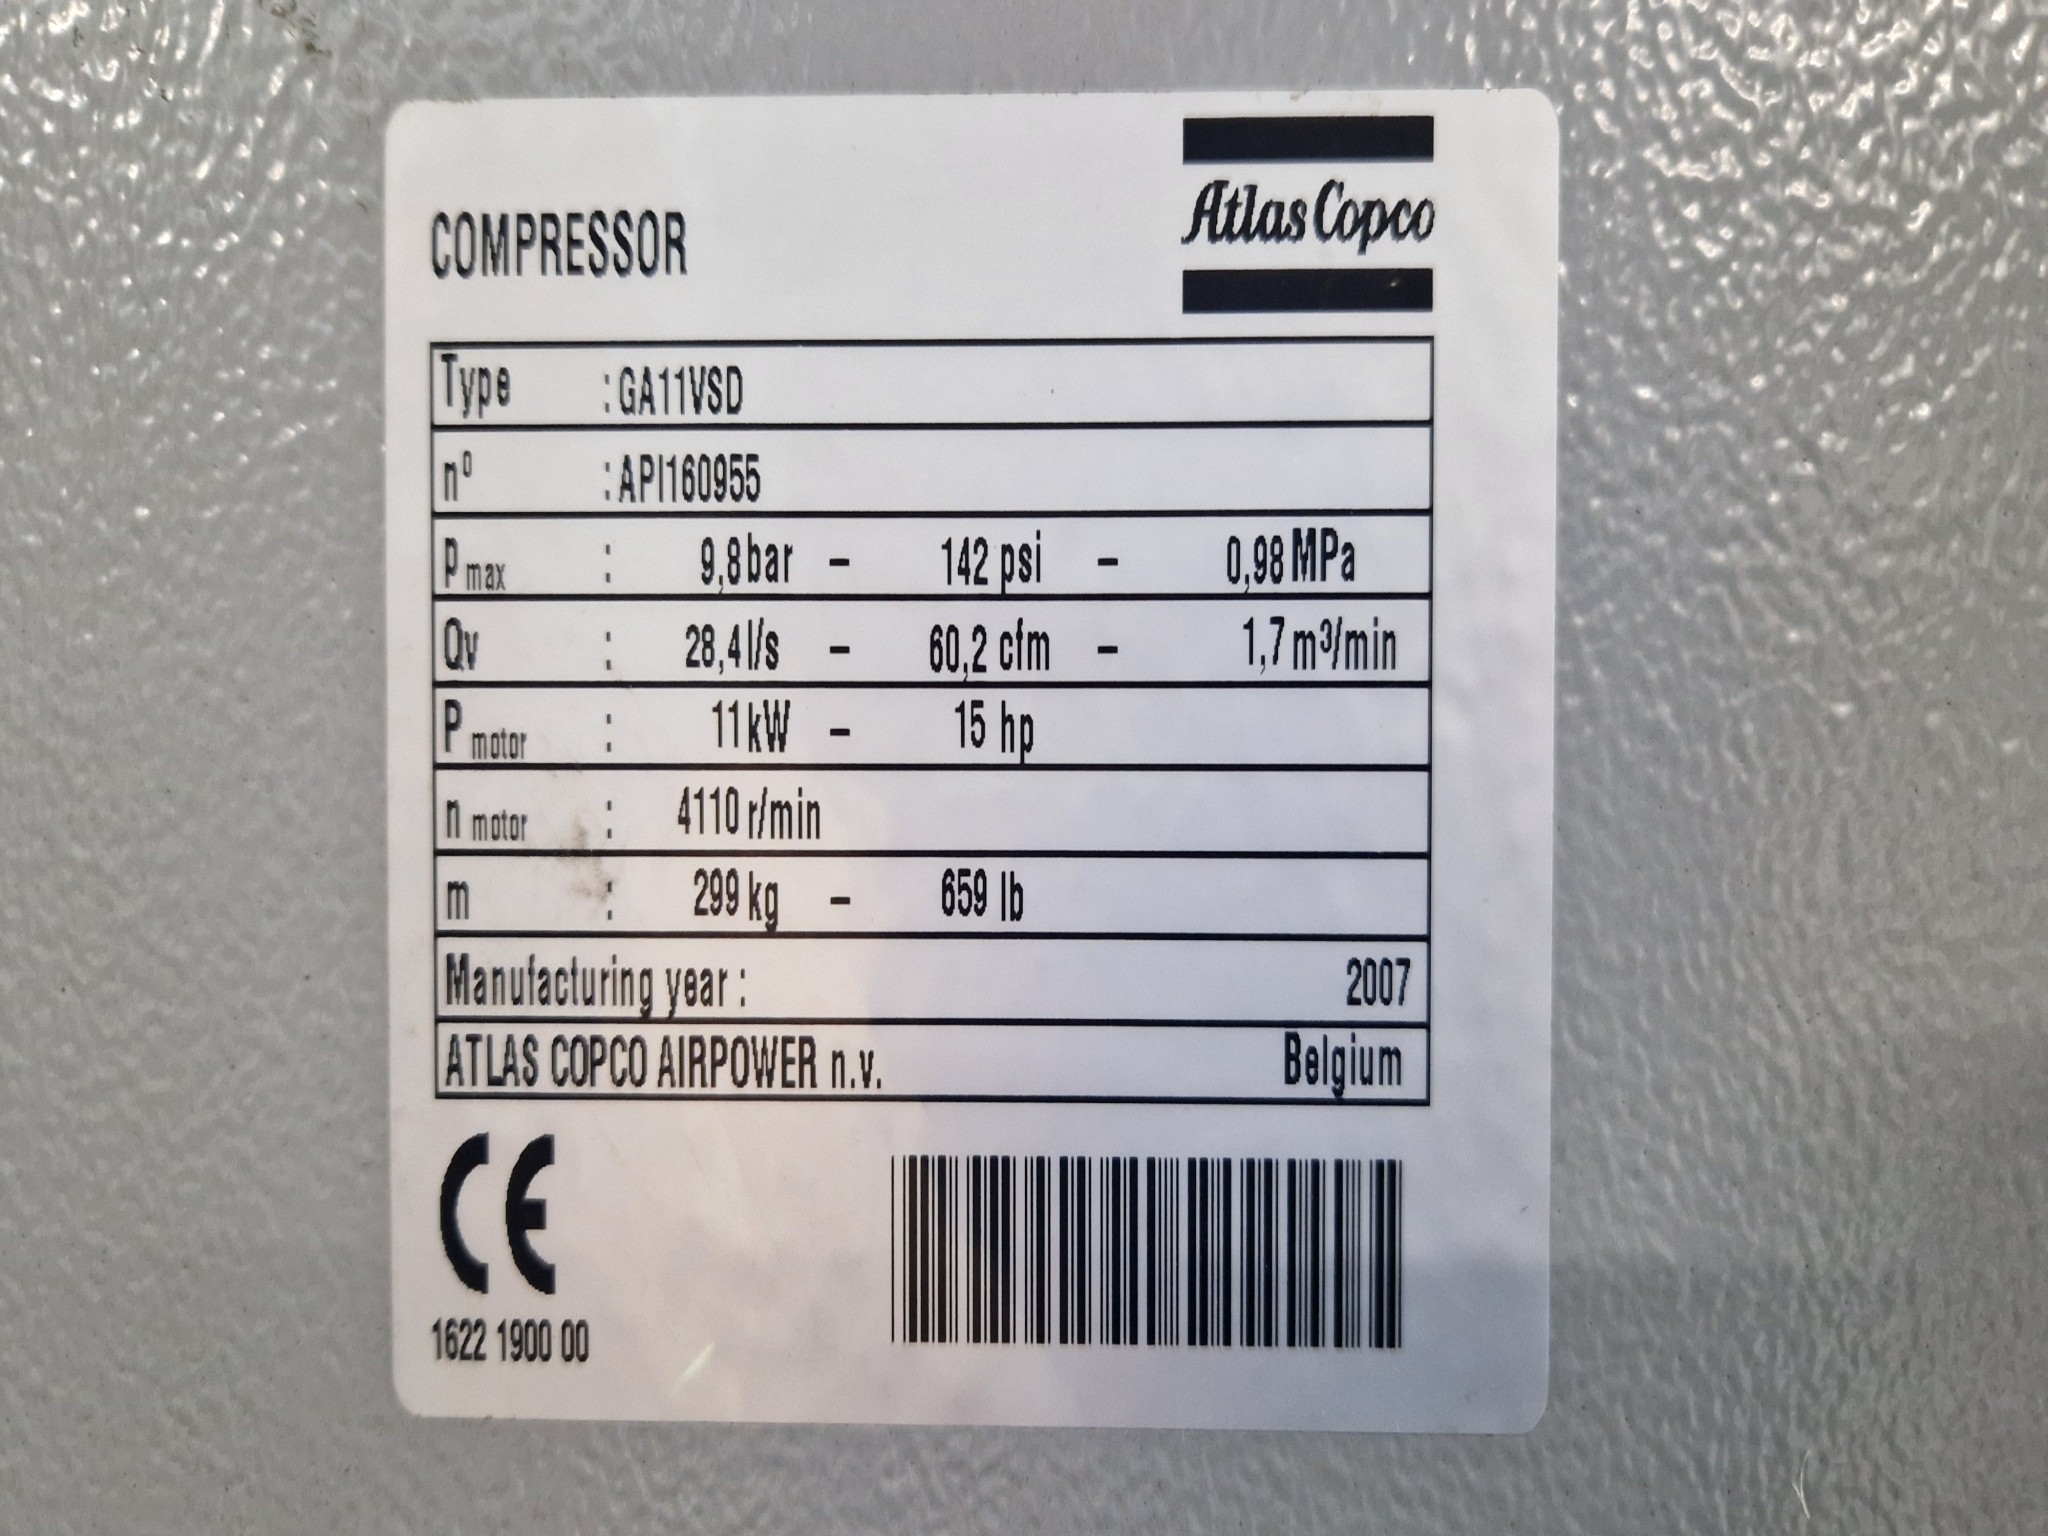 Atlas Copco
COMPRESSOR
Type : GA11VSD
nº : API160955
P max : 9,8 bar – 142 psi – 0,98 MPa
Qv : 28,4 l/s – 60,2 cfm – 1,7 m³/min
P motor : 11 kW – 15 hp
n motor : 4110 r/min
m : 299 kg – 659 lb
Manufacturing year : 2007
ATLAS COPCO AIRPOWER n.v. Belgium
CE
1622 1900 00